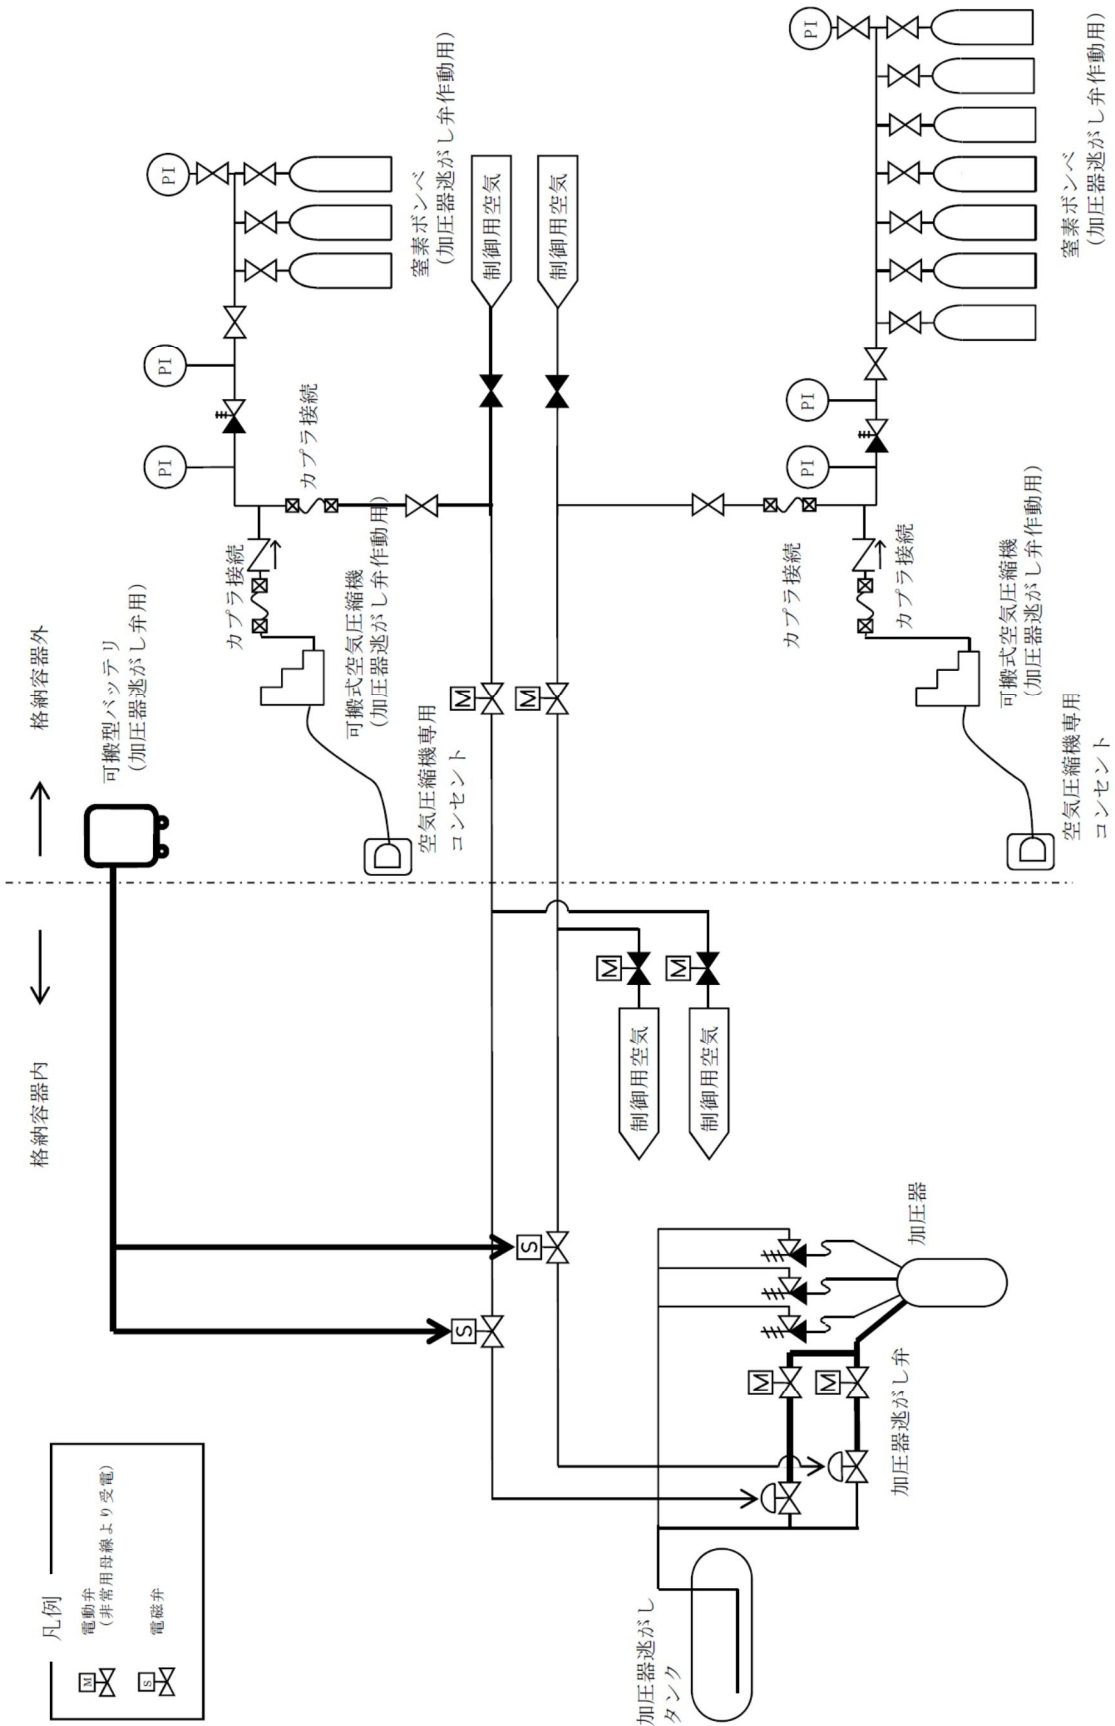 格納容器内
格納容器外
可搬型バッテリ
(加圧器逃がし弁用)
PI
PI
PI
窒素ボンベ
(加圧器逃がし弁作動用)
カプラ接続
カプラ接続
可搬式空気圧縮機
(加圧器逃がし弁作動用)
空気圧縮機専用
コンセント
制御用空気
制御用空気
M
M
S
S
M
M
制御用空気
制御用空気
PI
PI
PI
窒素ボンベ
(加圧器逃がし弁作動用)
カプラ接続
カプラ接続
可搬式空気圧縮機
(加圧器逃がし弁作動用)
空気圧縮機専用
コンセント
M
M
加圧器
加圧器逃がし弁
加圧器逃がし
タンク
凡例
M
電動弁
(非常用母線より受電)
S
電磁弁